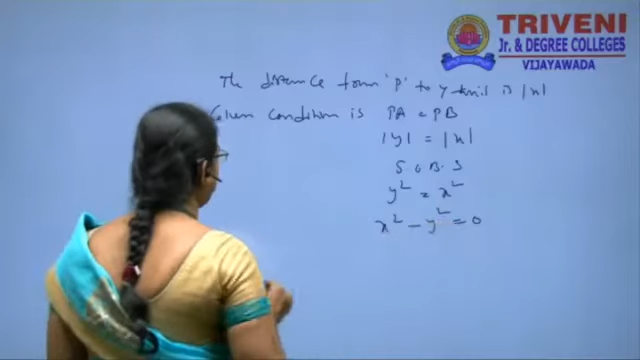 TRIVENI
Jr. & DEGREE COLLEGES
VIJAYAWADA
The distance from 'P' to y axis is |x|
Given condition is PA = PB
|y| = |x|
S.O.B.S
y² = x²
x² - y² = 0